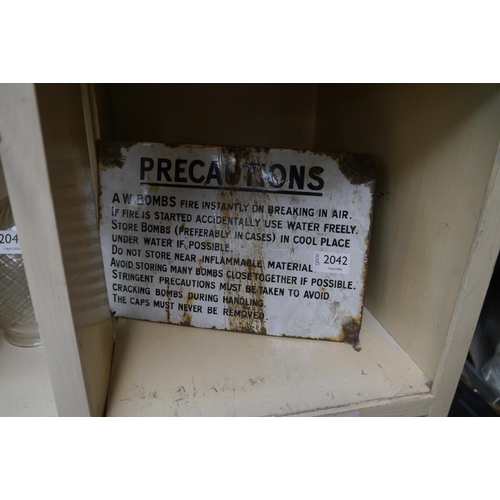 PRECAUTIONS
A W BOMBS FIRE INSTANTLY ON BREAKING IN AIR.
IF FIRE IS STARTED ACCIDENTALLY USE WATER FREELY.
STORE BOMBS (PREFERABLY IN CASES) IN COOL PLACE
UNDER WATER IF POSSIBLE.
DO NOT STORE NEAR INFLAMMABLE MATERIAL
AVOID STORING MANY BOMBS CLOSE TOGETHER IF POSSIBLE.
STRINGENT PRECAUTIONS MUST BE TAKEN TO AVOID
CRACKING BOMBS DURING HANDLING.
THE CAPS MUST NEVER BE REMOVED.
2042
204